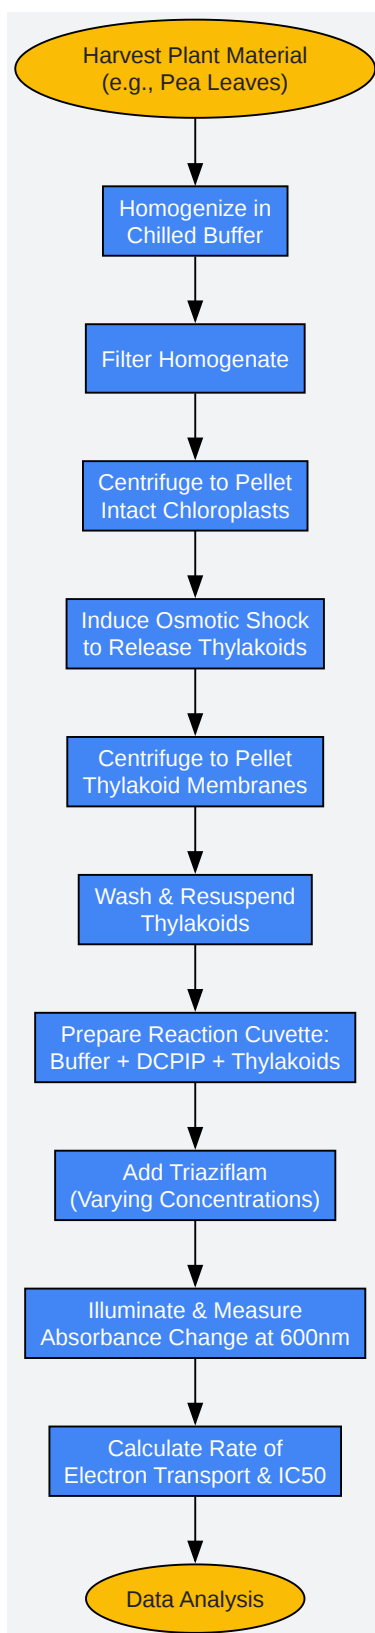 Harvest Plant Material
(e.g., Pea Leaves)
Homogenize in
Chilled Buffer
Filter Homogenate
Centrifuge to Pellet
Intact Chloroplasts
Induce Osmotic Shock
to Release Thylakoids
Centrifuge to Pellet
Thylakoid Membranes
Wash & Resuspend
Thylakoids
Prepare Reaction Cuvette:
Buffer + DCPIP + Thylakoids
Add Triaziflam
(Varying Concentrations)
Illuminate & Measure
Absorbance Change at 600nm
Calculate Rate of
Electron Transport & IC50
Data Analysis